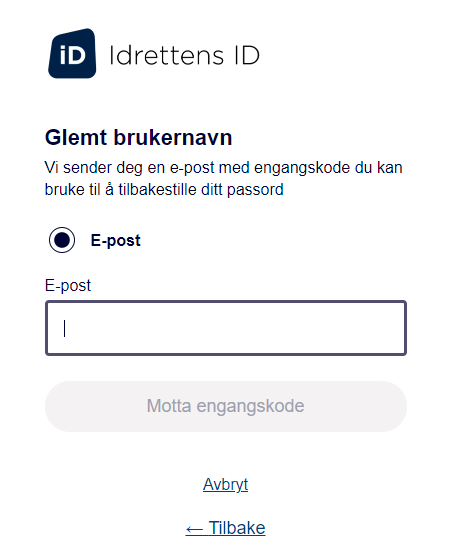 iD Idrettens ID
Glemt brukernavn
Vi sender deg en e-post med engangskode du kan
bruke til å tilbakestille ditt passord
E-post
E-post
Motta engangskode
Avbryt
← Tilbake